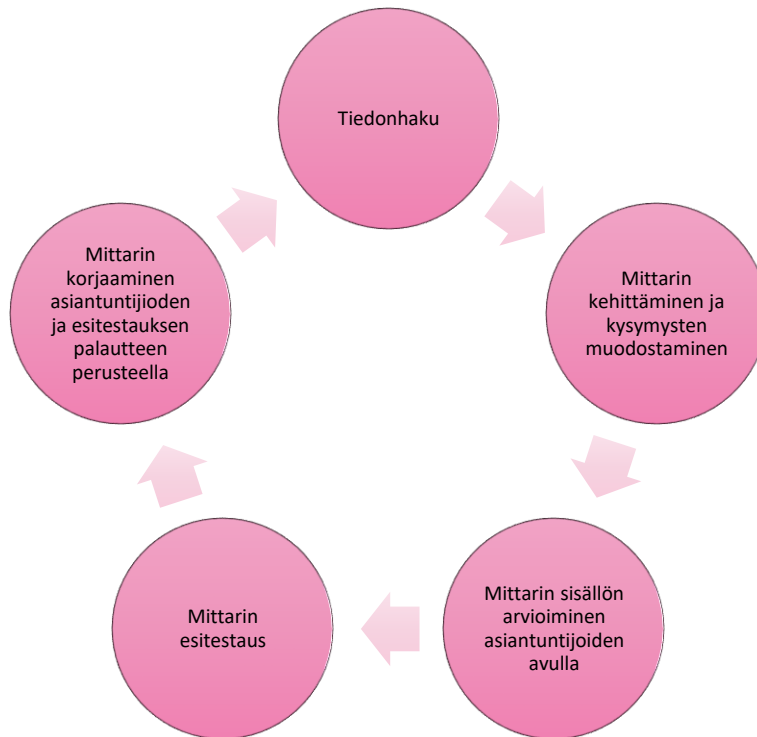 Tiedonhaku
Mittarin
kehittäminen ja
kysymysten
muodostaminen
Mittarin sisällön
arvioiminen
asiantuntijoiden
avulla
Mittarin
esitestaus
Mittarin
korjaaminen
asiantuntijioden
ja esitestauksen
palautteen
perusteella